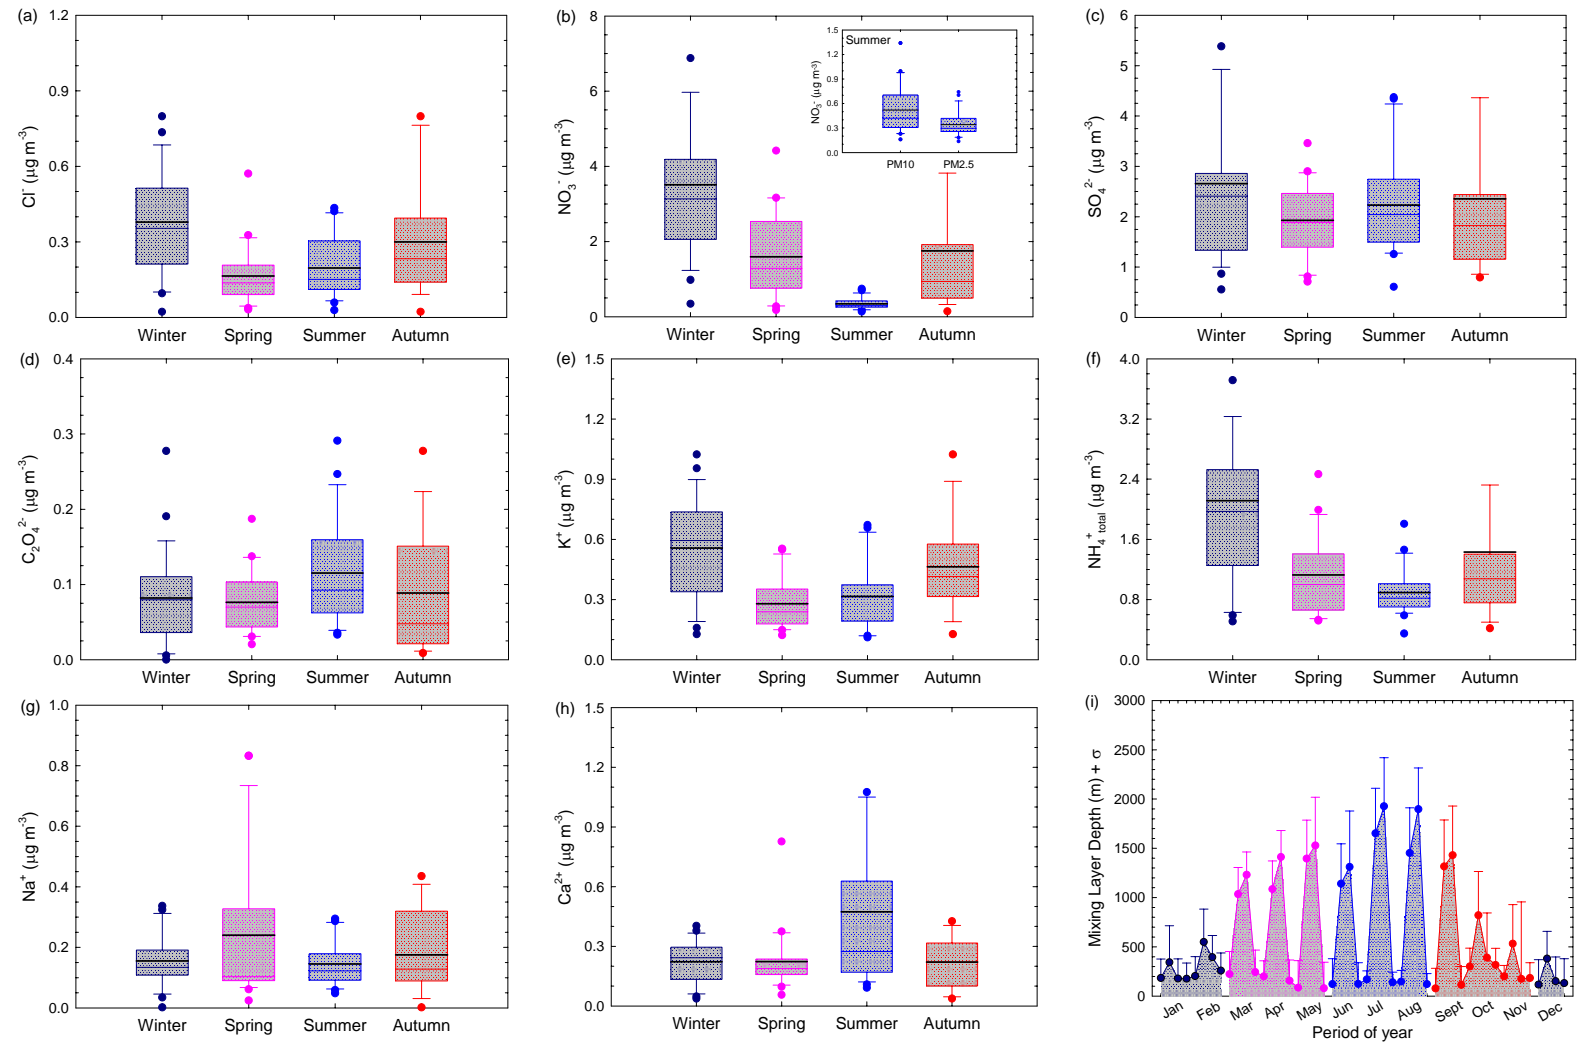 (a)
1.2
0.9
0.6
0.3
0.0
Cl⁻ (μg m⁻³)
Winter Spring Summer Autumn
(b)
8
6
4
2
0
NO₃⁻ (μg m⁻³)
Winter Spring Summer Autumn
Summer
1.5
1.2
0.9
0.6
0.3
0.0
NO₃⁻ (μg m⁻³)
PM10 PM2.5
(c)
6
5
4
3
2
1
0
SO₄²⁻ (μg m⁻³)
Winter Spring Summer Autumn
(d)
0.4
0.3
0.2
0.1
0.0
C₂O₄²⁻ (μg m⁻³)
Winter Spring Summer Autumn
(e)
1.5
1.2
0.9
0.6
0.3
0.0
K⁺ (μg m⁻³)
Winter Spring Summer Autumn
(f)
4.0
3.2
2.4
1.6
0.8
0.0
NH₄⁺ total (μg m⁻³)
Winter Spring Summer Autumn
(g)
1.0
0.8
0.6
0.4
0.2
0.0
Na⁺ (μg m⁻³)
Winter Spring Summer Autumn
(h)
1.5
1.2
0.9
0.6
0.3
0.0
Ca²⁺ (μg m⁻³)
Winter Spring Summer Autumn
(i)
3000
2500
2000
1500
1000
500
0
Mixing Layer Depth (m) + σ
Jan Feb Mar Apr May Jun Jul Aug Sept Oct Nov Dec
Period of year